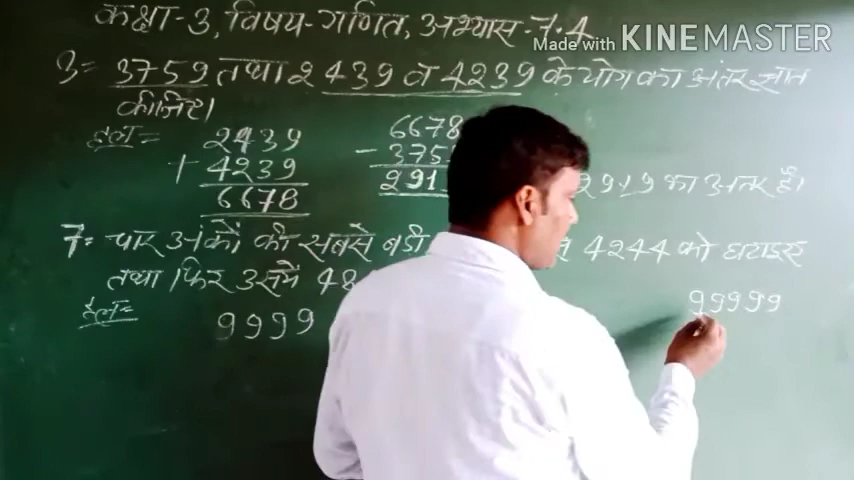 कक्षा-3, विषय-गणित, अभ्यास-7.4
Made with KINEMASTER
3= 3759 तथा 2439 व 4239 के योग का अंतर ज्ञात
कीजिए।
हल= 2439 6678
+ 4239 - 375
6678 291 2919 का अन्तर है।
7= चार अंकों की सबसे बड़ी 4244 को घटाइए
तथा फिर उसमें 48
हल= 9999 99999